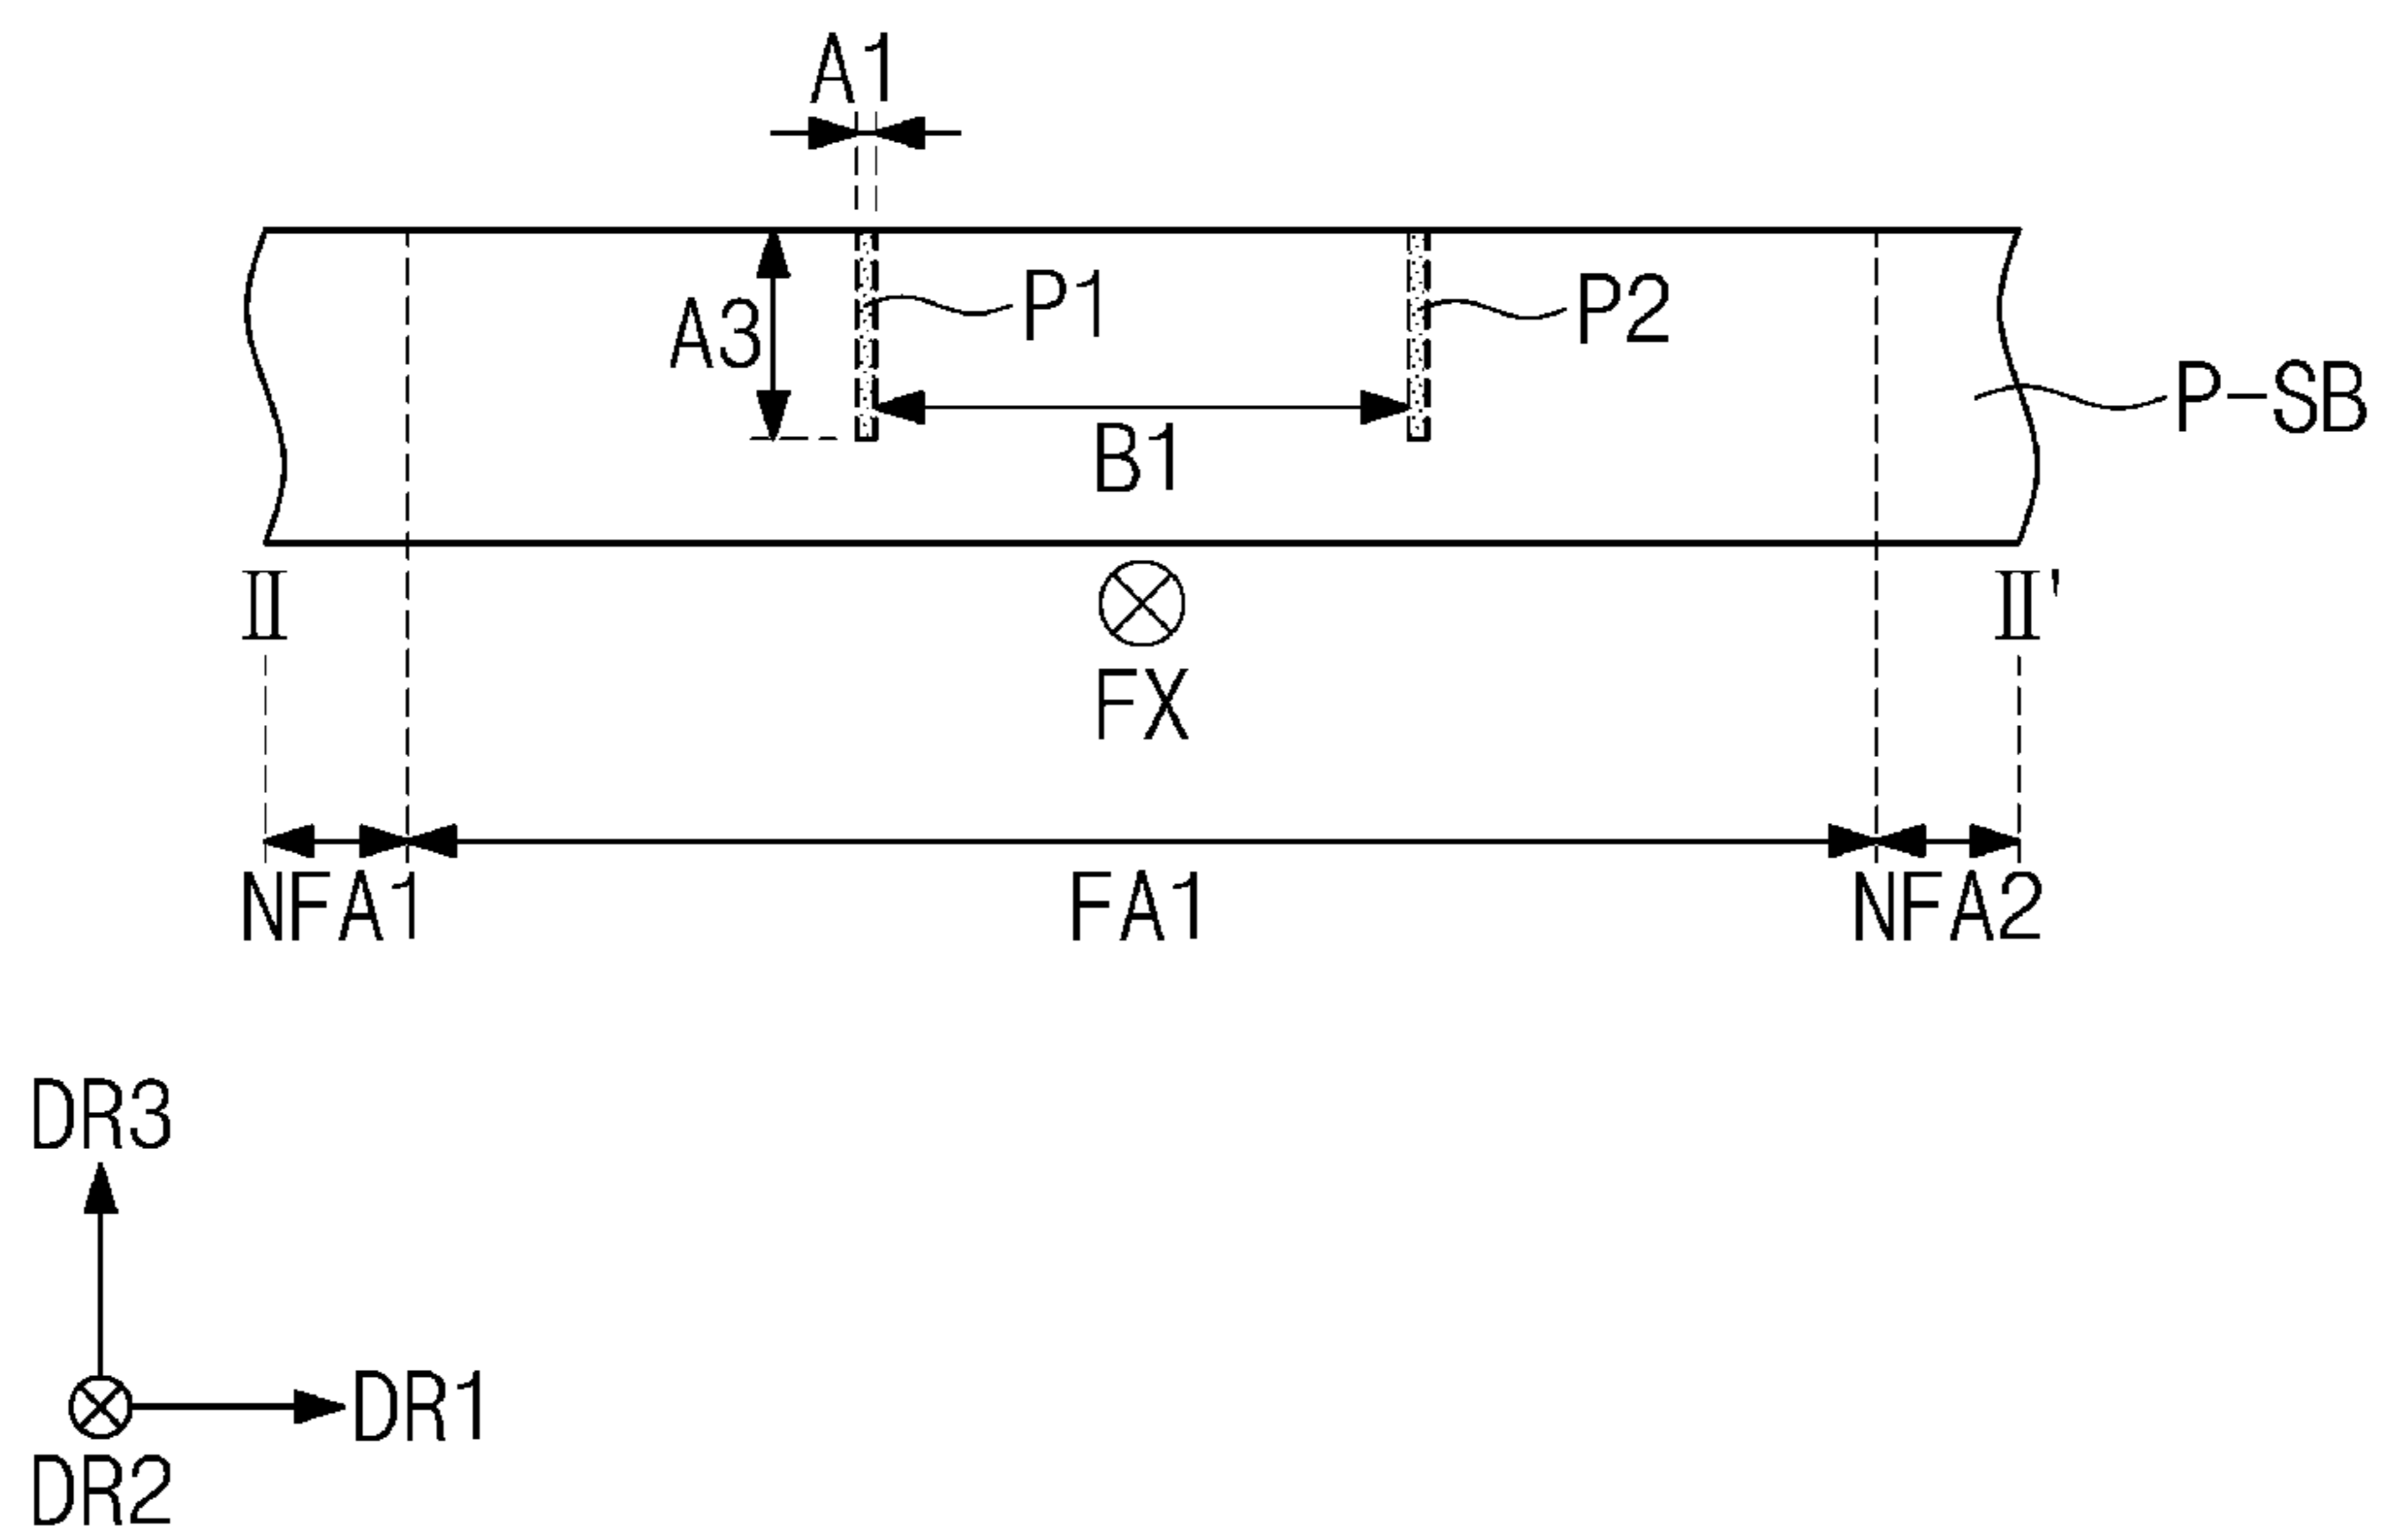 A1
P1
P2
A3
P-SB
B1
II
II'
FX
NFA1
FA1
NFA2
DR3
DR1
DR2